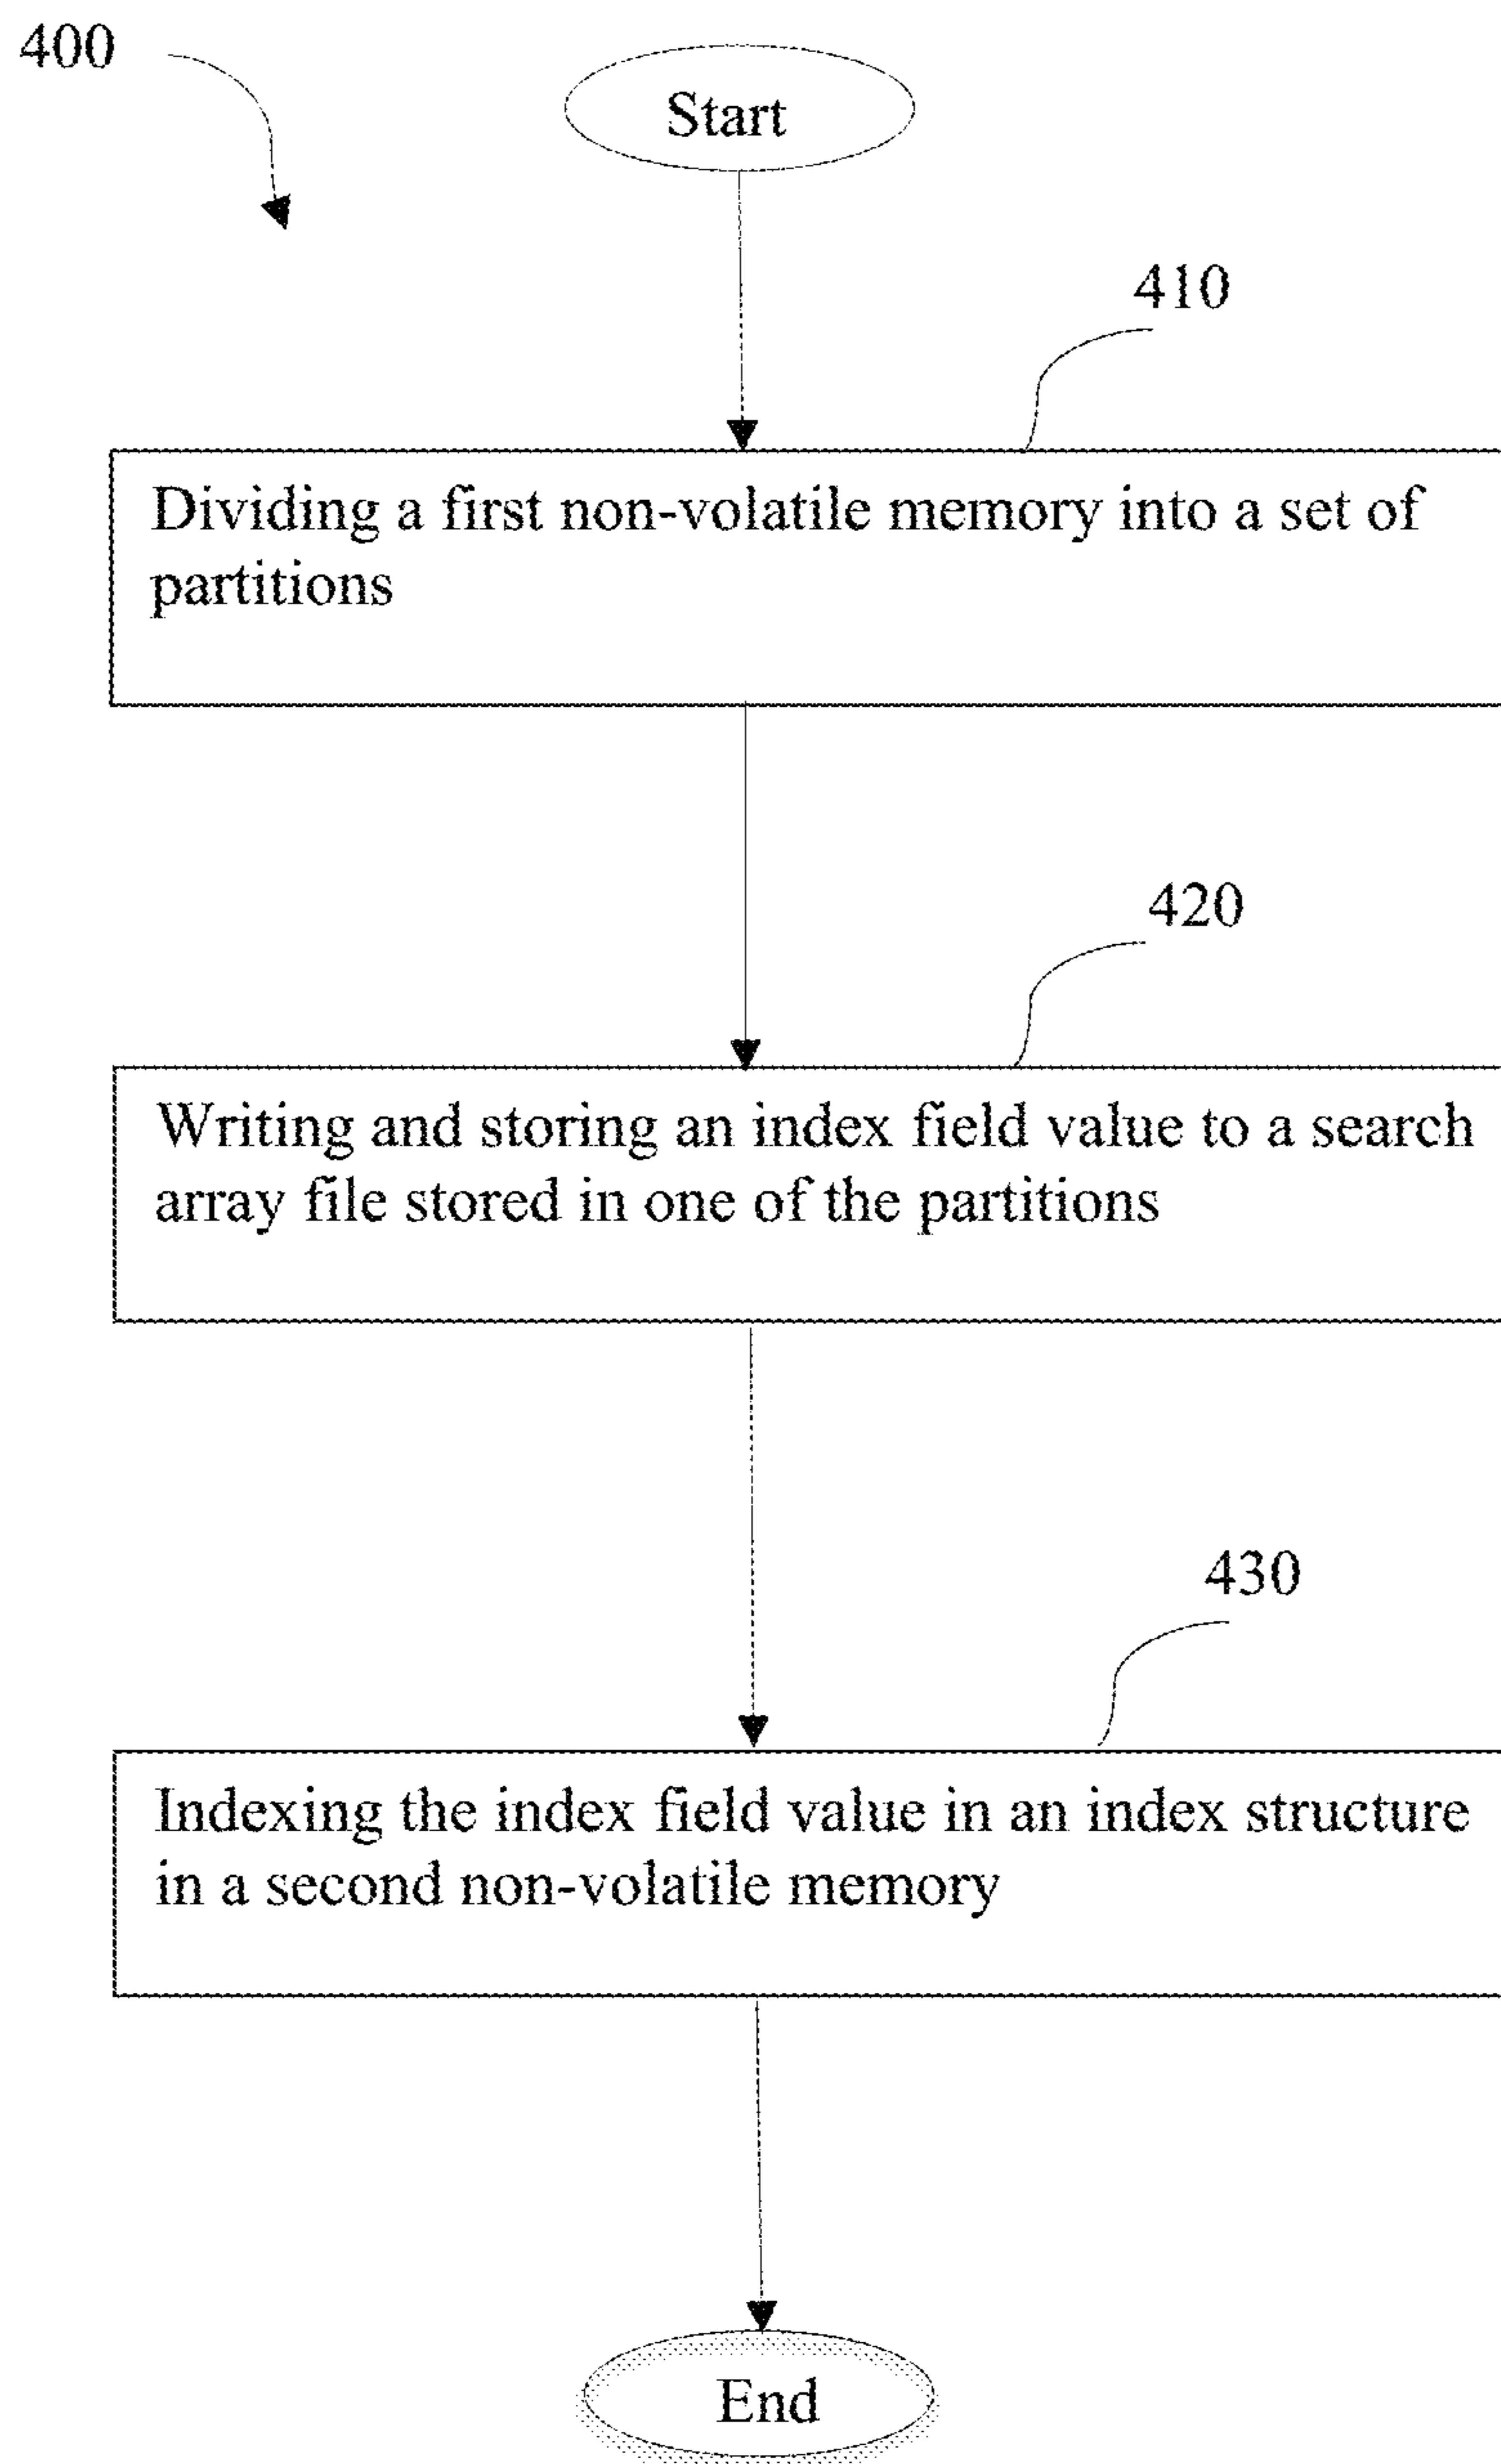 400
Start
410
Dividing a first non-volatile memory into a set of
partitions
420
Writing and storing an index field value to a search
array file stored in one of the partitions
430
Indexing the index field value in an index structure
in a second non-volatile memory
End